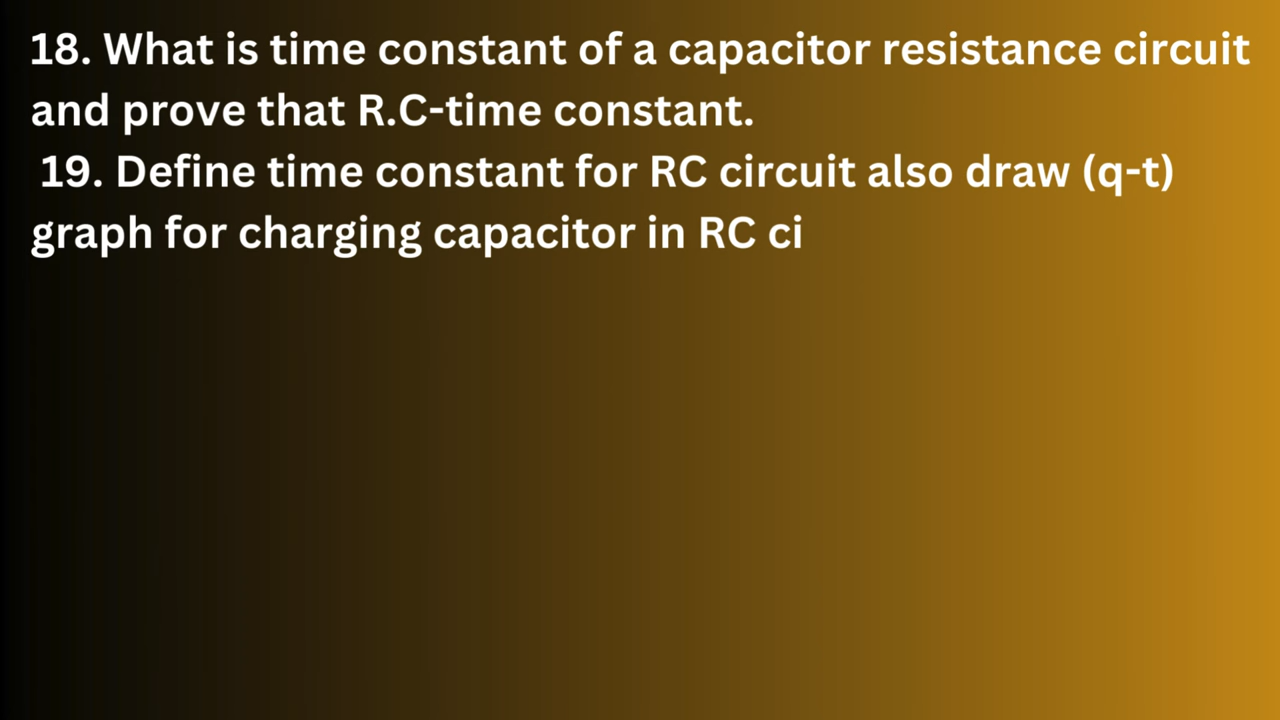 18. What is time constant of a capacitor resistance circuit
and prove that R.C-time constant.
19. Define time constant for RC circuit also draw (q-t)
graph for charging capacitor in RC ci